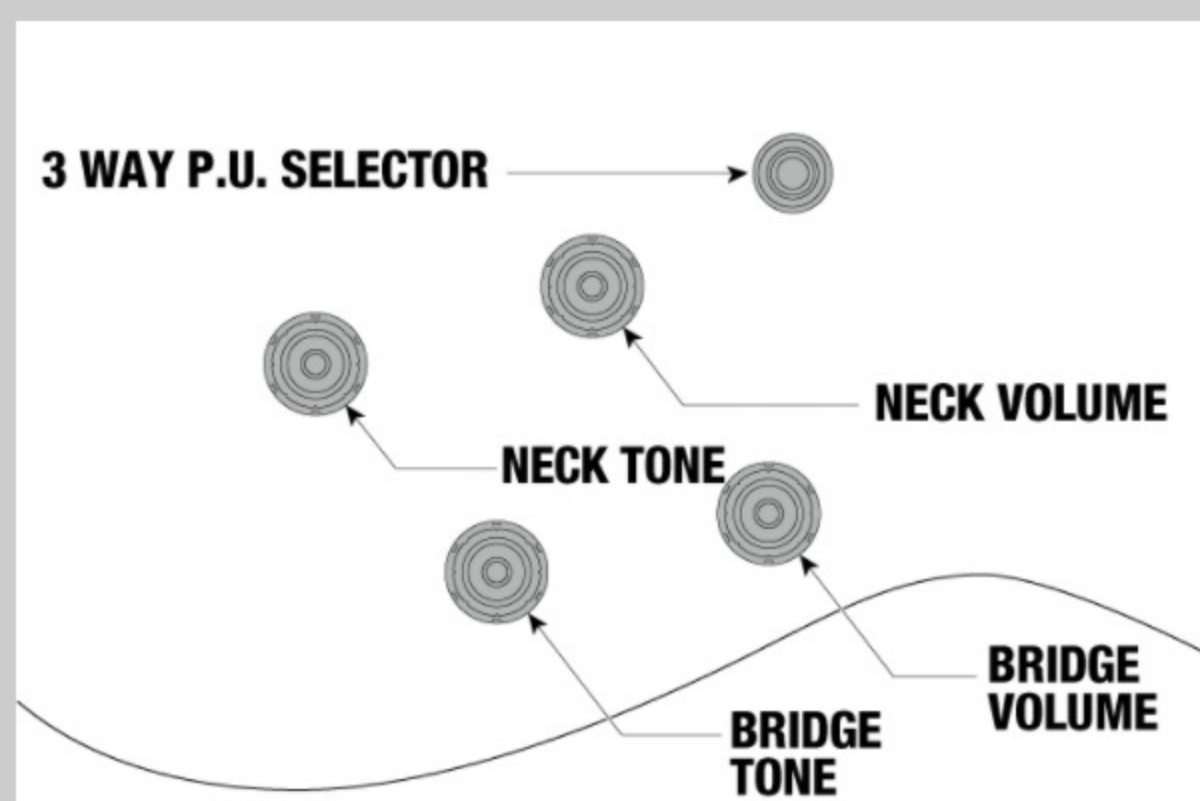 3 WAY P.U. SELECTOR
NECK VOLUME
NECK TONE
BRIDGE
VOLUME
BRIDGE
TONE